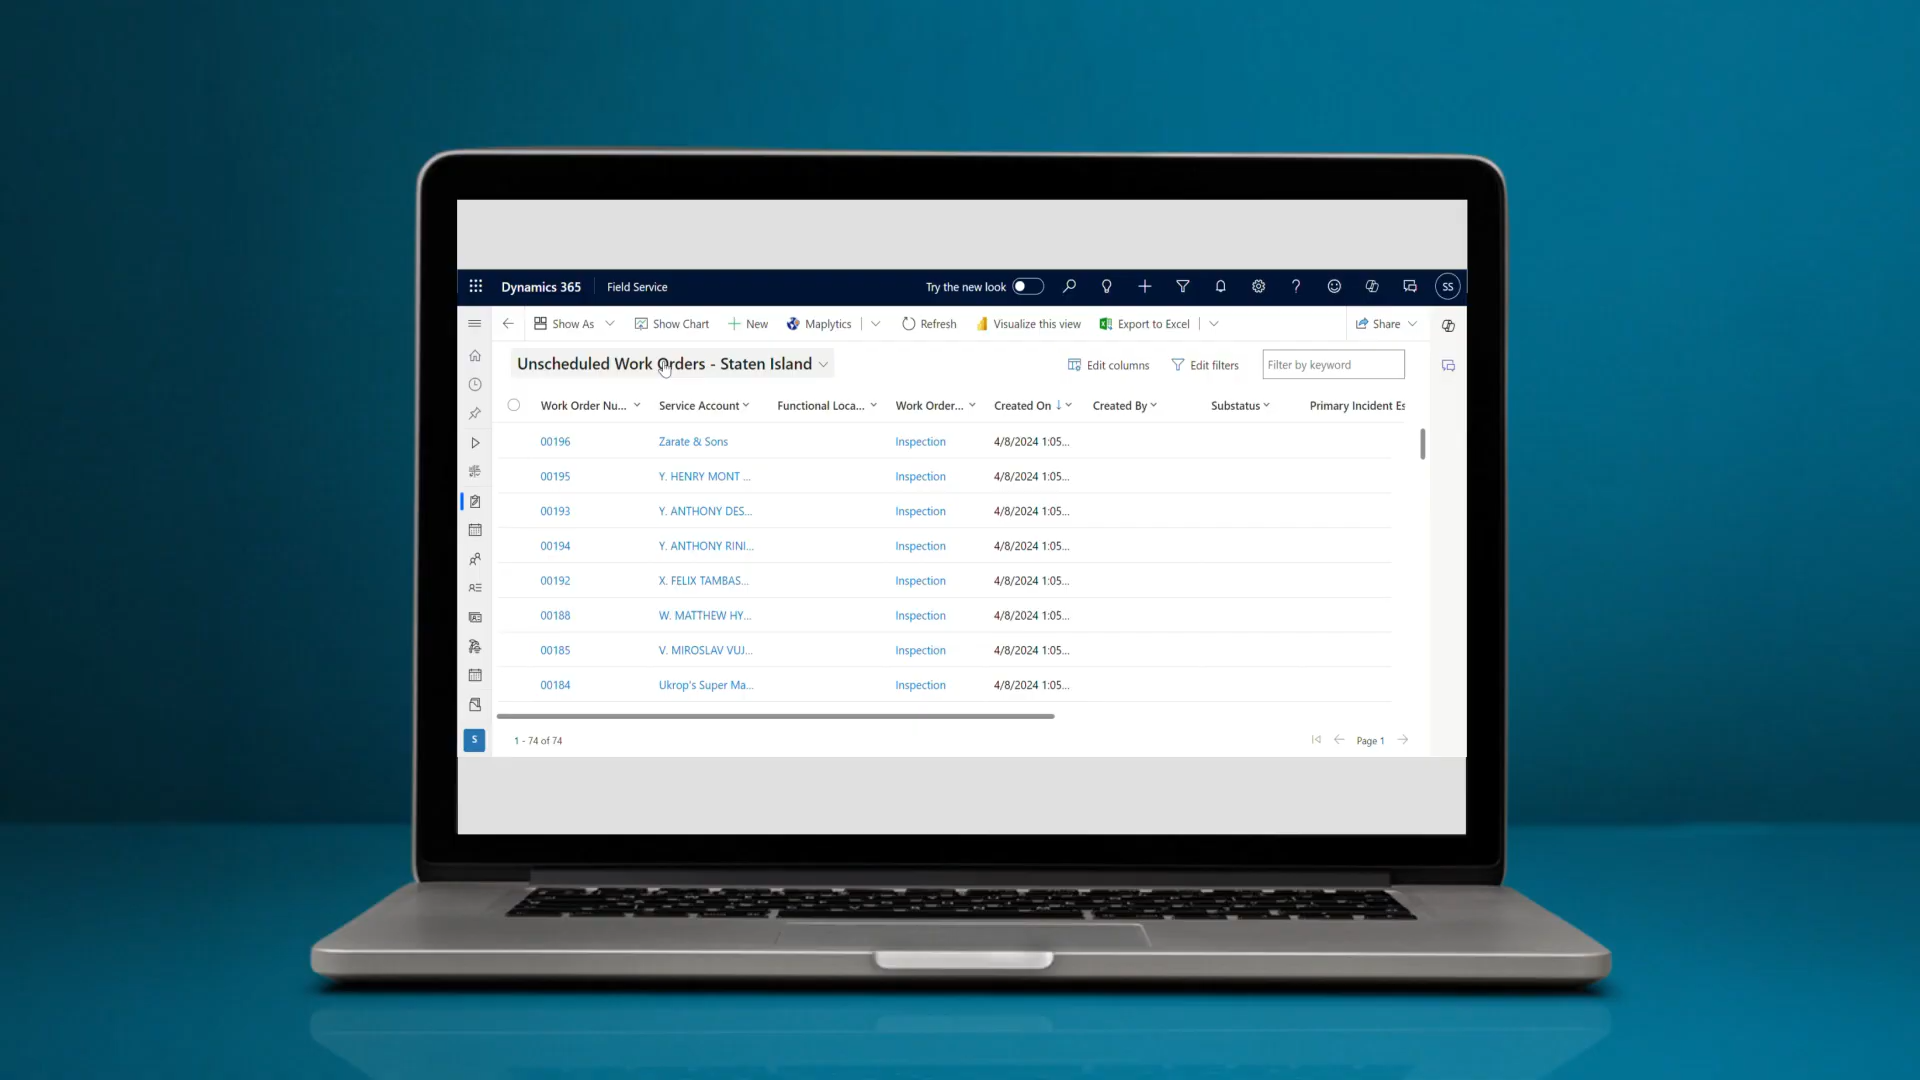 Dynamics 365 Field Service Try the new look SS
Show As Show Chart New Maplytics Refresh Visualize this view Export to Excel Share
Unscheduled Work Orders - Staten Island Edit columns Edit filters Filter by keyword
Work Order Nu... Service Account Functional Loca... Work Order... Created On Created By Substatus Primary Incident Es
00196 Zarate & Sons Inspection 4/8/2024 1:05...
00195 Y. HENRY MONT ... Inspection 4/8/2024 1:05...
00193 Y. ANTHONY DES... Inspection 4/8/2024 1:05...
00194 Y. ANTHONY RINI... Inspection 4/8/2024 1:05...
00192 X. FELIX TAMBAS... Inspection 4/8/2024 1:05...
00188 W. MATTHEW HY... Inspection 4/8/2024 1:05...
00185 V. MIROSLAV VUJ... Inspection 4/8/2024 1:05...
00184 Ukrop's Super Ma... Inspection 4/8/2024 1:05...
S 1 - 74 of 74 Page 1